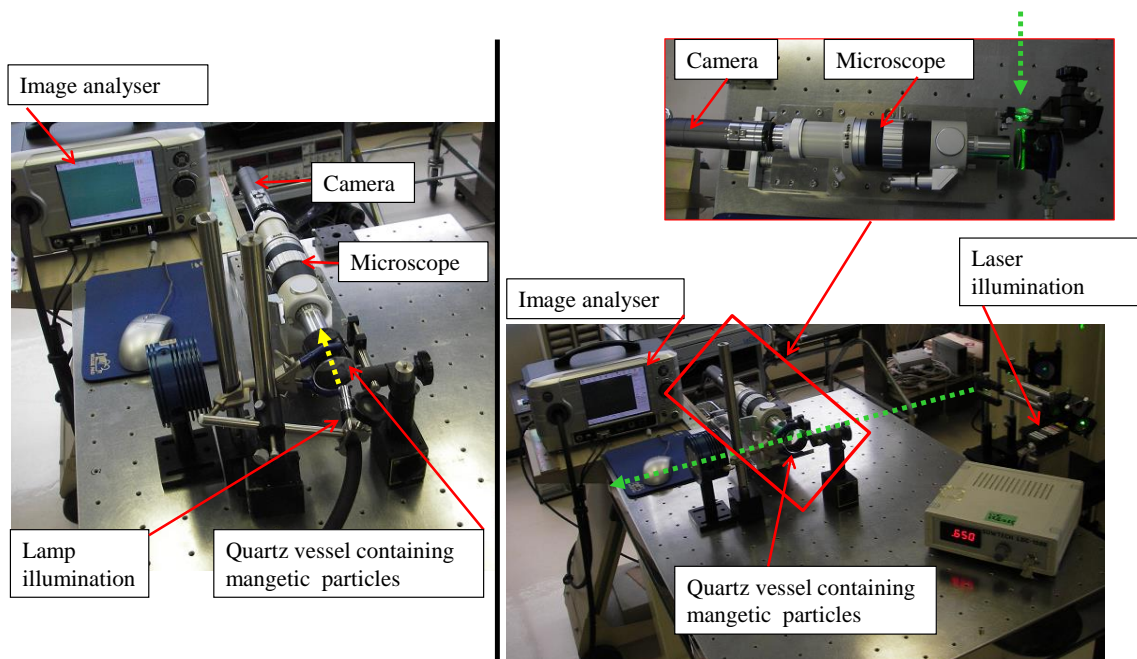 Image analyser
Camera
Microscope
Lamp
illumination
Quartz vessel containing
mangetic particles
Camera
Microscope
Laser
illumination
Image analyser
Quartz vessel containing
mangetic particles
.650